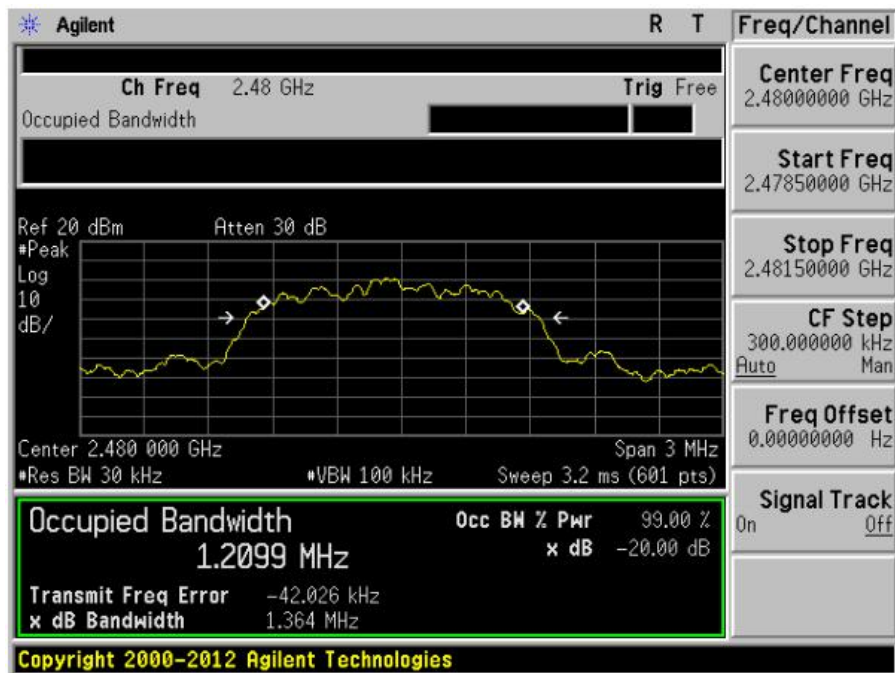 Agilent R T Freq/Channel
Ch Freq 2.48 GHz Trig Free
Occupied Bandwidth
Center Freq
2.48000000 GHz
Start Freq
2.47850000 GHz
Stop Freq
2.48150000 GHz
CF Step
300.000000 kHz
Auto Man
Freq Offset
0.00000000 Hz
Signal Track
On Off
Ref 20 dBm Atten 30 dB
#Peak
Log
10
dB/
Center 2.480 000 GHz Span 3 MHz
#Res BW 30 kHz #VBW 100 kHz Sweep 3.2 ms (601 pts)
Occupied Bandwidth Occ BW % Pwr 99.00 %
1.2099 MHz x dB -20.00 dB
Transmit Freq Error -42.026 kHz
x dB Bandwidth 1.364 MHz
Copyright 2000-2012 Agilent Technologies